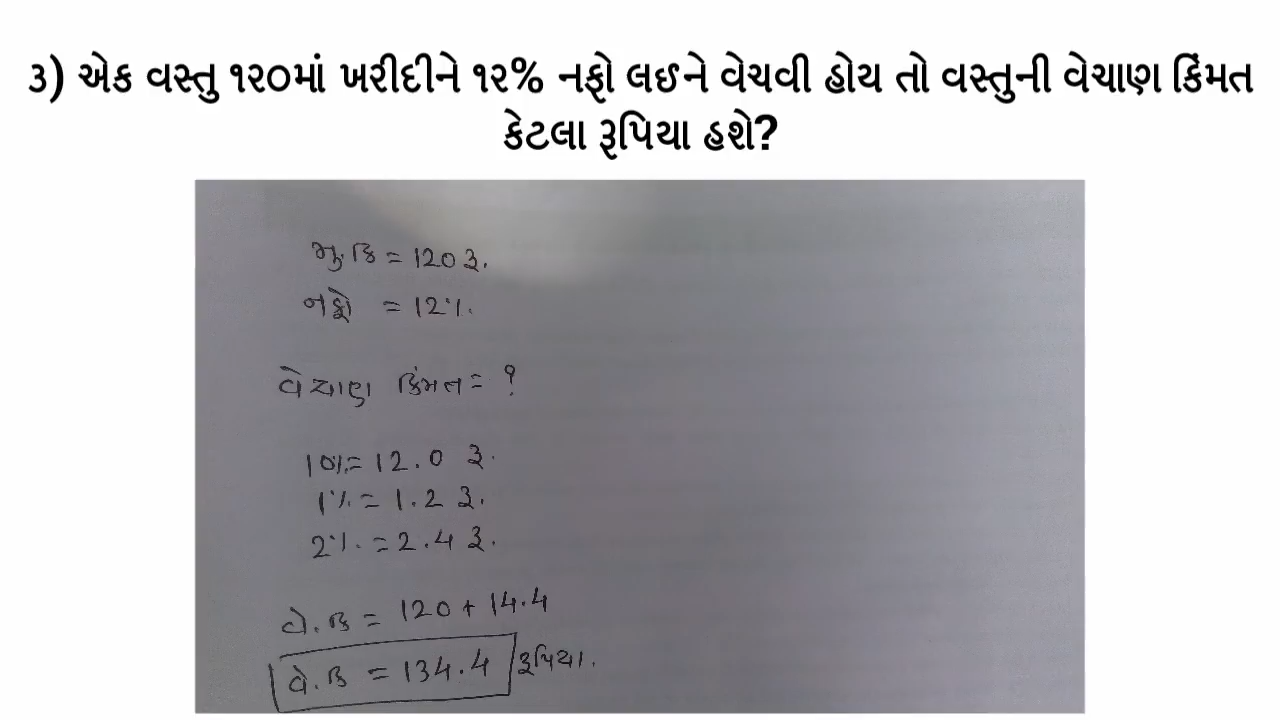 ૩) એક વસ્તુ ૧૨૦માં ખરીદીને ૧૨% નફો લઈને વેચવી હોય તો વસ્તુની વેચાણ કિંમત
કેટલા રૂપિયા હશે?
મુ.કિ = 120 રૂ.
નફો = 12%.
વેચાણ કિંમત = ?
10% = 12.0 રૂ.
1% = 1.2 રૂ.
2%. = 2.4 રૂ.
વે.કિ = 120 + 14.4
વે.કિ = 134.4 રૂપિયા.